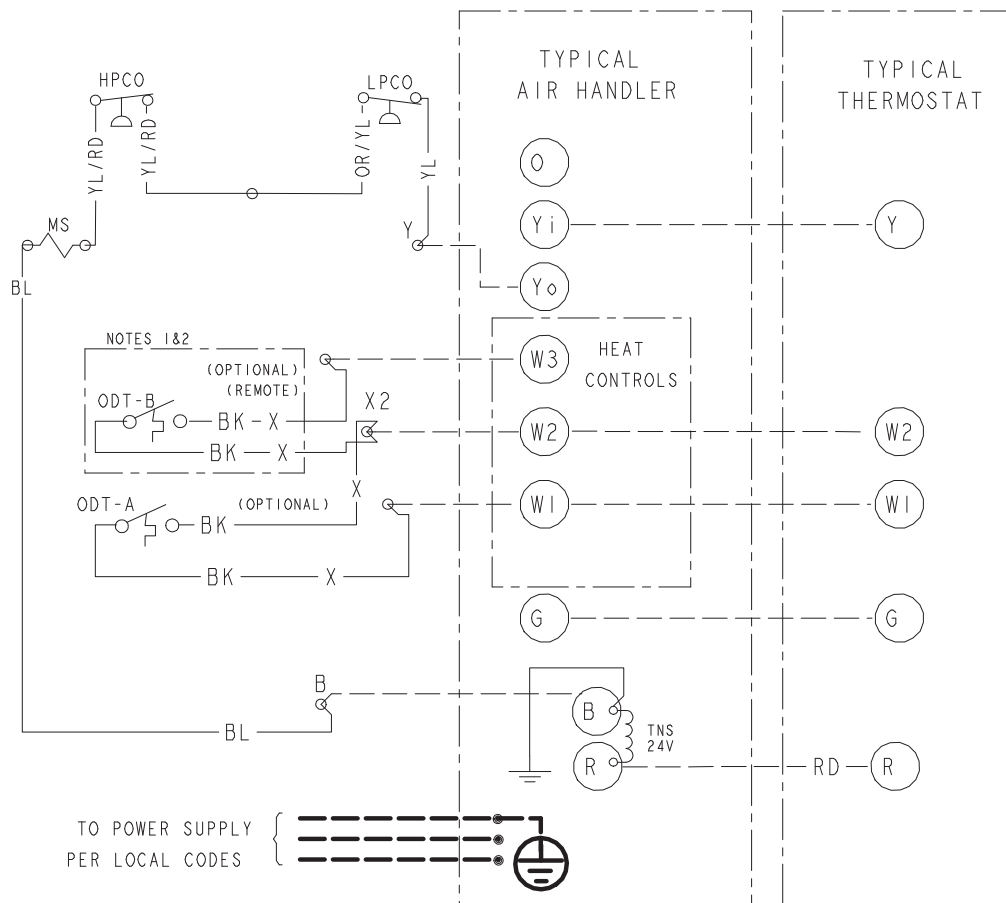 TYPICAL
AIR HANDLER
TYPICAL
THERMOSTAT
HPCO
LPCO
YL/RD
YL/RD
OR/YL
YL
O
MS
Y
Yi
Y
BL
Yo
NOTES 1&2
(OPTIONAL)
(REMOTE)
W3
HEAT
CONTROLS
ODT-B
BK-X
X2
BK X
W2
W2
X
ODT-A
(OPTIONAL)
BK
W1
W1
BK X
G
G
B
B
BL
TNS
24V
R
RD
R
TO POWER SUPPLY
PER LOCAL CODES